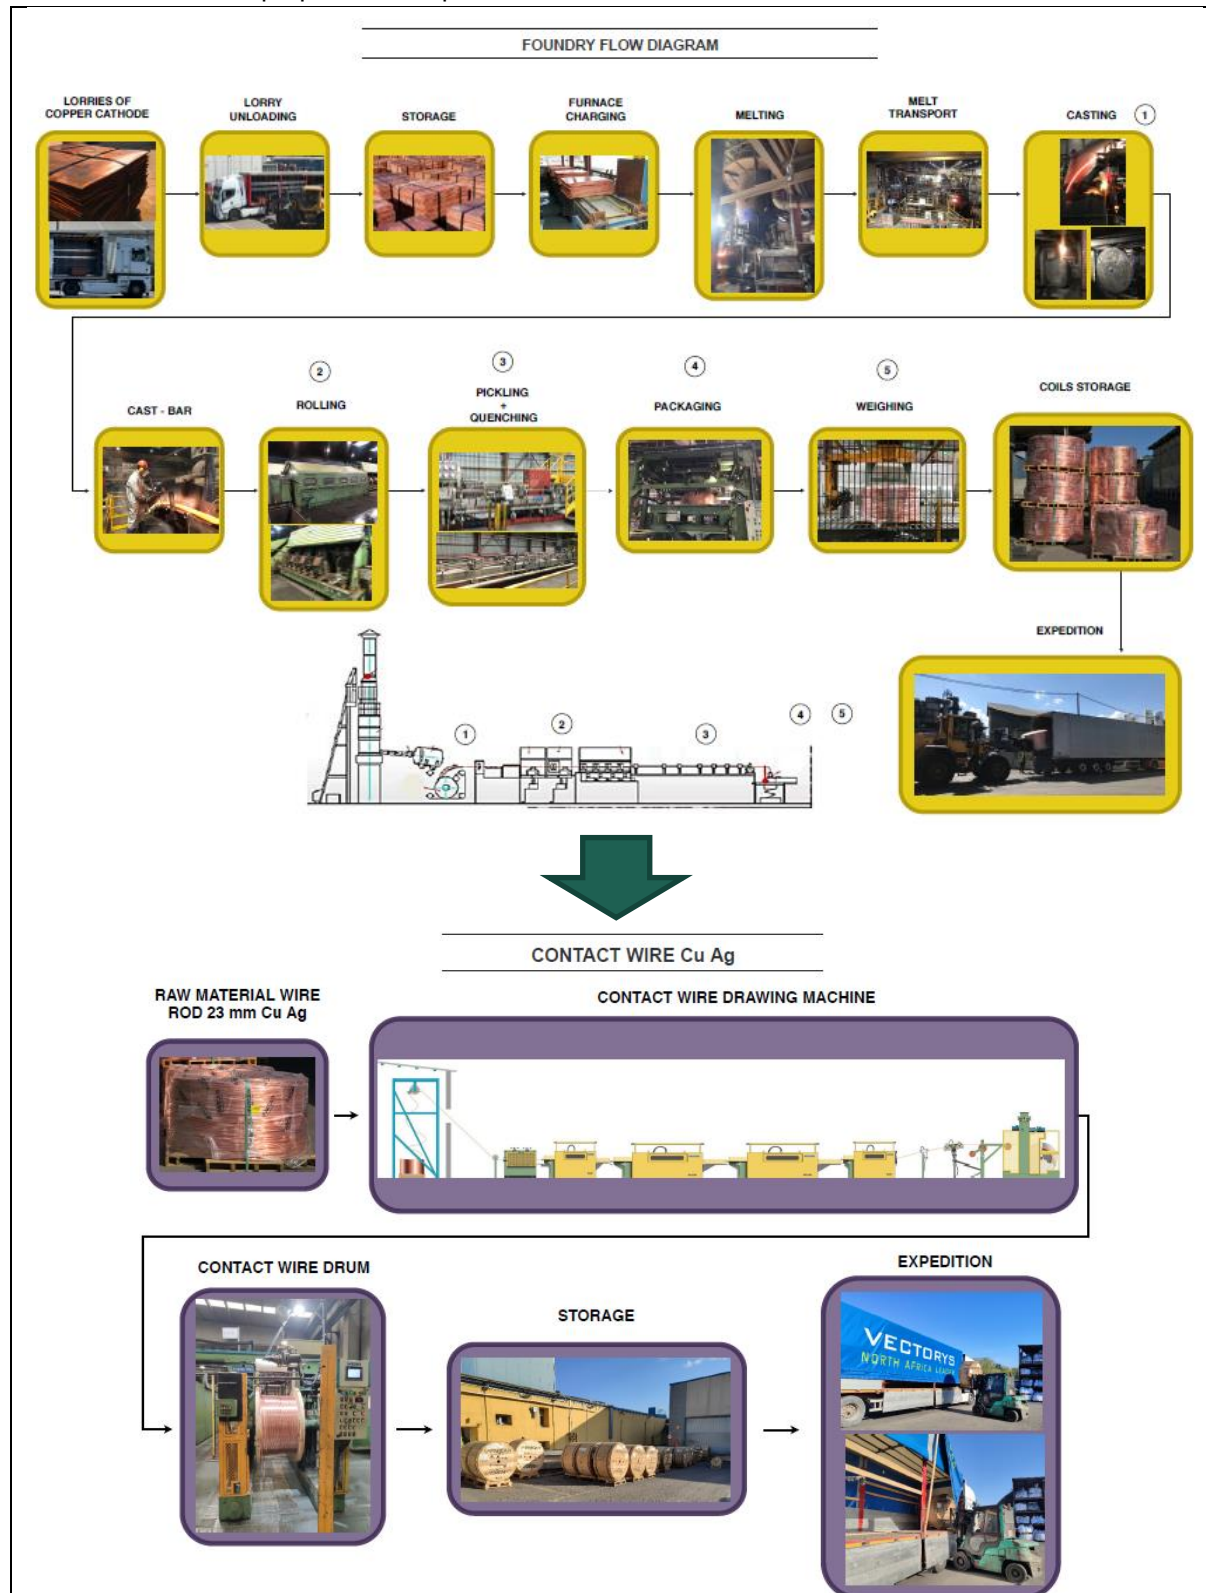 FOUNDRY FLOW DIAGRAM
LORRIES OF
COPPER CATHODE
LORRY
UNLOADING
STORAGE
FURNACE
CHARGING
MELTING
MELT
TRANSPORT
CASTING
1
CAST - BAR
2
ROLLING
3
PICKLING
+
QUENCHING
4
PACKAGING
5
WEIGHING
COILS STORAGE
EXPEDITION
1
2
3
4
5
CONTACT WIRE Cu Ag
RAW MATERIAL WIRE
ROD 23 mm Cu Ag
CONTACT WIRE DRAWING MACHINE
CONTACT WIRE DRUM
STORAGE
EXPEDITION
VECTORYS
NORTH AFRICA LEADER